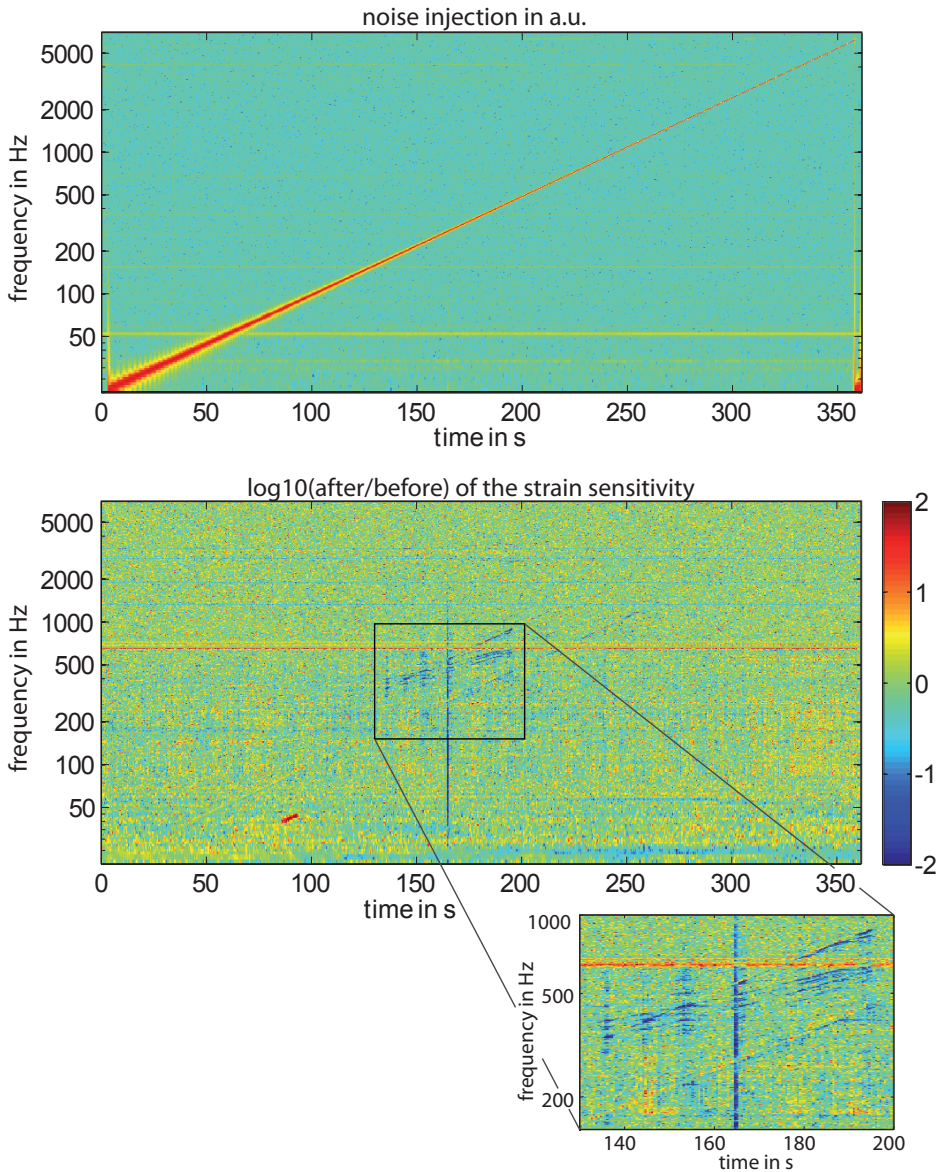 noise injection in a.u.
5000
2000
1000
500
200
100
50
frequency in Hz
0 50 100 150 200 250 300 350
time in s
log10(after/before) of the strain sensitivity
5000
2000
1000
500
200
100
50
frequency in Hz
0 50 100 150 200 250 300 350
time in s
2
1
0
-1
-2
1000
500
200
frequency in Hz
140 160 180 200
time in s